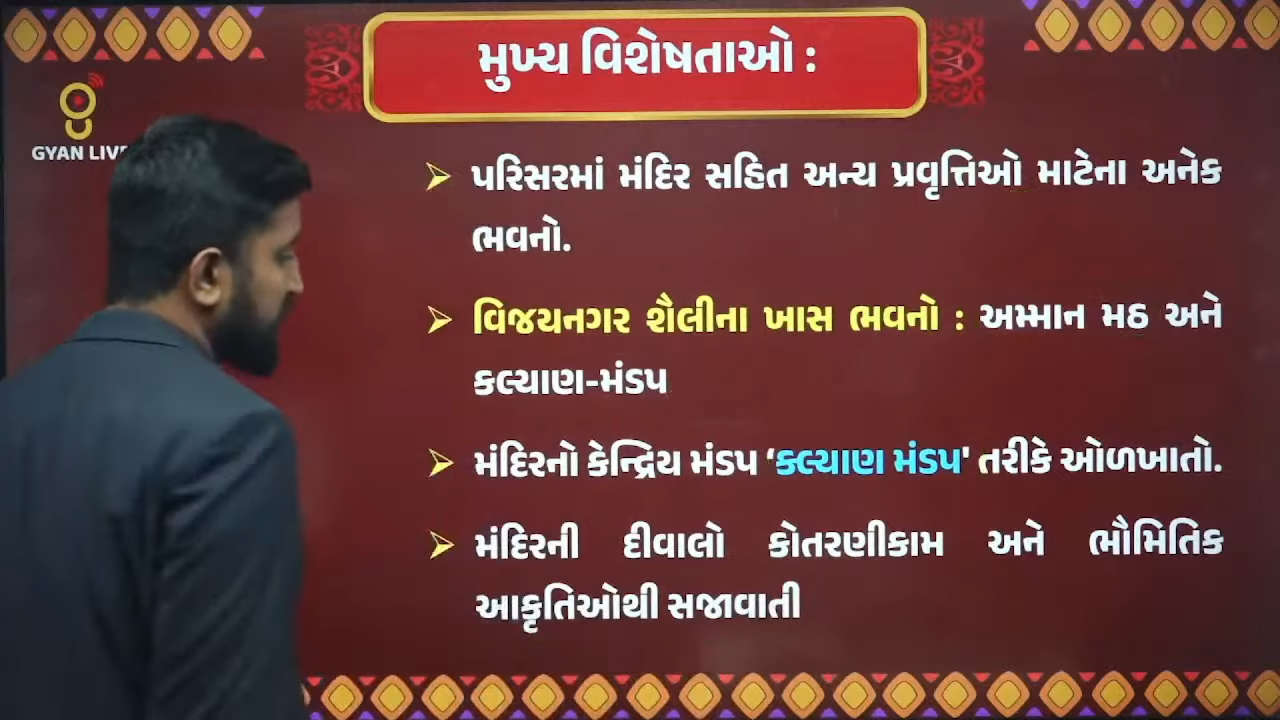 મુખ્ય વિશેષતાઓ :
GYAN LIVE
પરિસરમાં મંદિર સહિત અન્ય પ્રવૃત્તિઓ માટેના અનેક
ભવનો.
વિજયનગર શૈલીના ખાસ ભવનો : અમ્માન મઠ અને
કલ્યાણ-મંડપ
મંદિરનો કેન્દ્રિય મંડપ ‘કલ્યાણ મંડપ' તરીકે ઓળખાતો.
મંદિરની દીવાલો કોતરણીકામ અને ભૌમિતિક
આકૃતિઓથી સજાવાતી